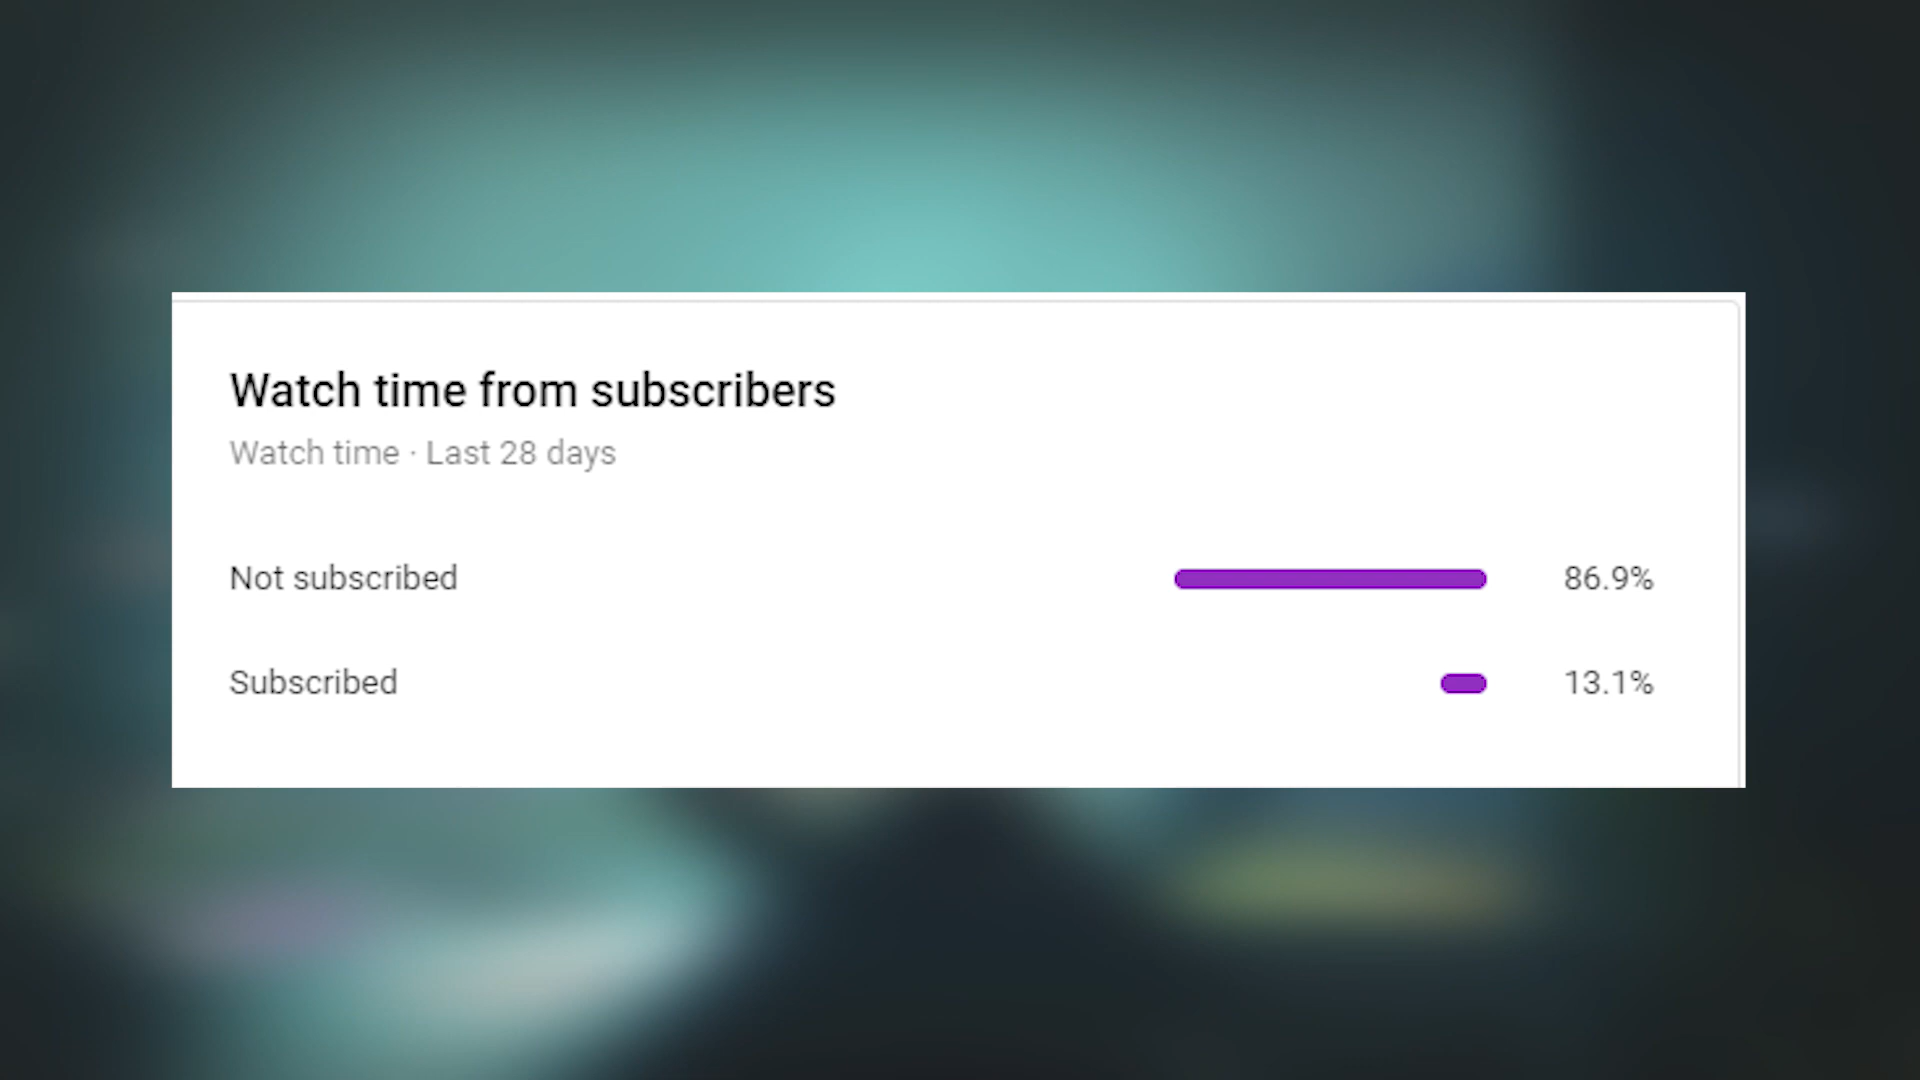 Watch time from subscribers
Watch time · Last 28 days
Not subscribed 86.9%
Subscribed 13.1%